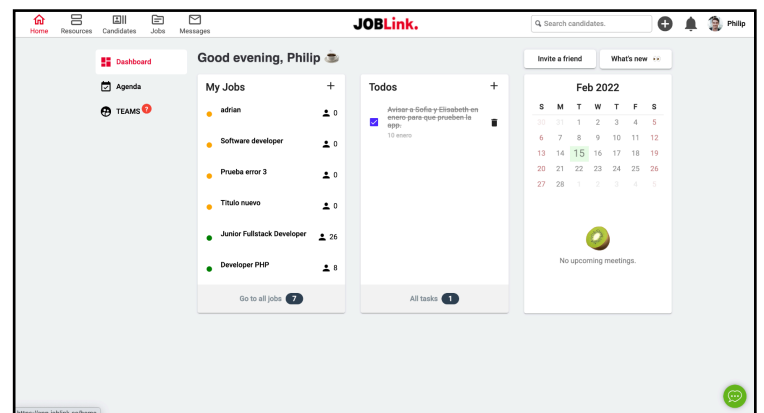 Home
Resources
Candidates
Jobs
Messages
JOBLink.
Search candidates.
Philip
Dashboard
Agenda
TEAMS ?
Good evening, Philip
Invite a friend
What's new
My Jobs +
adrian 0
Software developer 0
Prueba error 3 0
Titulo nuevo 0
Junior Fullstack Developer 26
Developer PHP 8
Go to all jobs 7
Todos +
Avisar a Sofia y Elisabeth en
enero para que prueben la
app.
10 enero
All tasks 1
Feb 2022
S M T W T F S
30 31 1 2 3 4 5
6 7 8 9 10 11 12
13 14 15 16 17 18 19
20 21 22 23 24 25 26
27 28 1 2 3 4 5
No upcoming meetings.